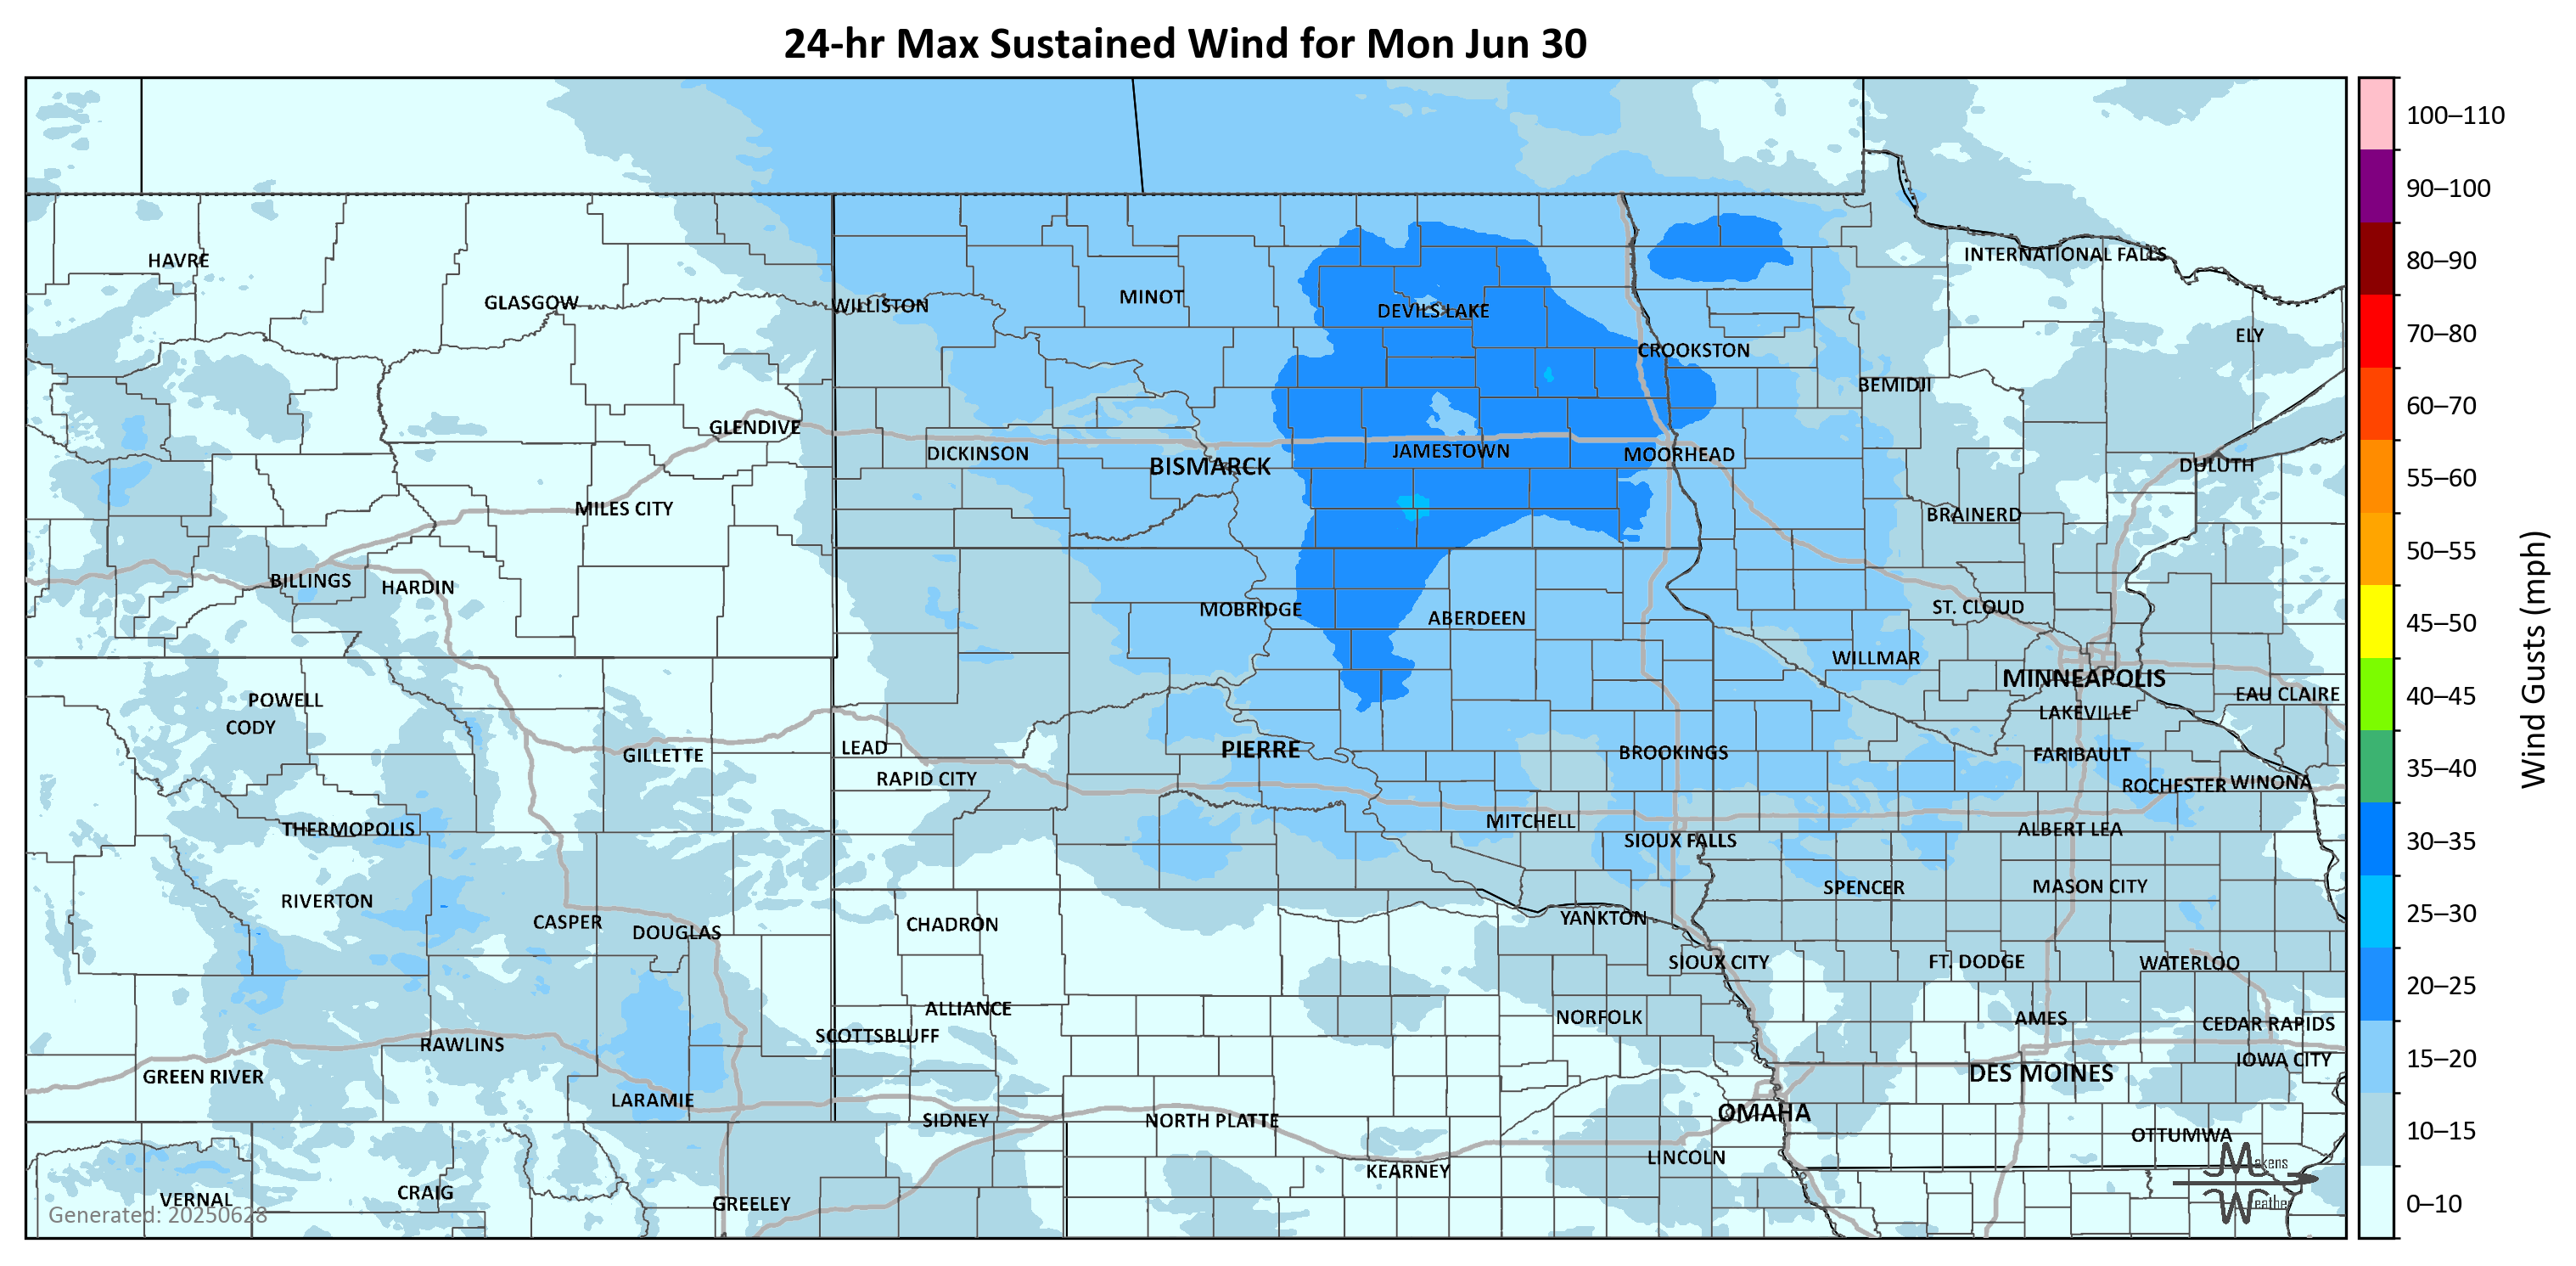 24-hr Max Sustained Wind for Mon Jun 30
100–110
90–100
80–90
70–80
60–70
55–60
50–55
45–50
40–45
35–40
30–35
25–30
20–25
15–20
10–15
0–10
Wind Gusts (mph)
HAVRE
INTERNATIONAL FALLS
GLASGOW
WILLISTON
MINOT
DEVILS LAKE
ELY
CROOKSTON
BEMIDJI
GLENDIVE
DICKINSON
BISMARCK
JAMESTOWN
MOORHEAD
DULUTH
MILES CITY
BRAINERD
BILLINGS
HARDIN
MOBRIDGE
ABERDEEN
ST. CLOUD
WILLMAR
MINNEAPOLIS
EAU CLAIRE
POWELL
CODY
LAKEVILLE
GILLETTE
LEAD
PIERRE
BROOKINGS
FARIBAULT
RAPID CITY
ROCHESTER
WINONA
THERMOPOLIS
MITCHELL
SIOUX FALLS
ALBERT LEA
RIVERTON
SPENCER
MASON CITY
CASPER
DOUGLAS
CHADRON
YANKTON
SIOUX CITY
FT. DODGE
WATERLOO
ALLIANCE
NORFOLK
AMES
CEDAR RAPIDS
SCOTTSBLUFF
RAWLINS
IOWA CITY
GREEN RIVER
DES MOINES
LARAMIE
OMAHA
SIDNEY
NORTH PLATTE
OTTUMWA
LINCOLN
KEARNEY
VERNAL
CRAIG
GREELEY
Generated: 20250628
Makens
Weather